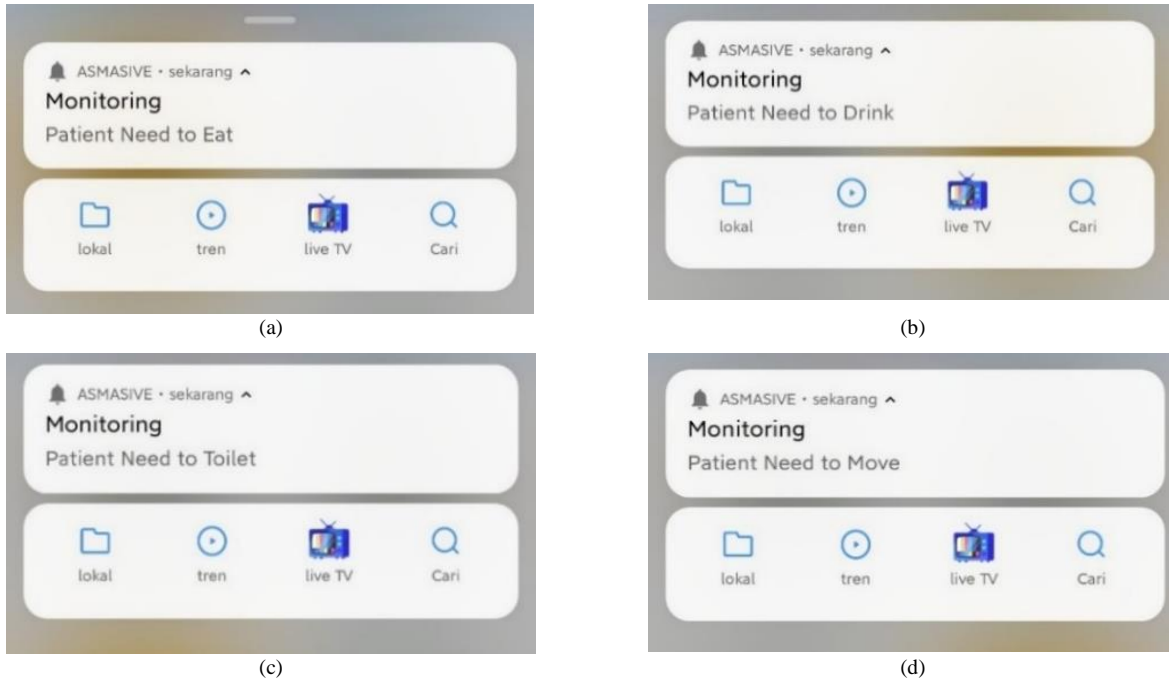 ASMASIVE • sekarang
Monitoring
Patient Need to Eat
lokal tren live TV Cari
(a)
ASMASIVE • sekarang
Monitoring
Patient Need to Drink
lokal tren live TV Cari
(b)
ASMASIVE • sekarang
Monitoring
Patient Need to Toilet
lokal tren live TV Cari
(c)
ASMASIVE • sekarang
Monitoring
Patient Need to Move
lokal tren live TV Cari
(d)